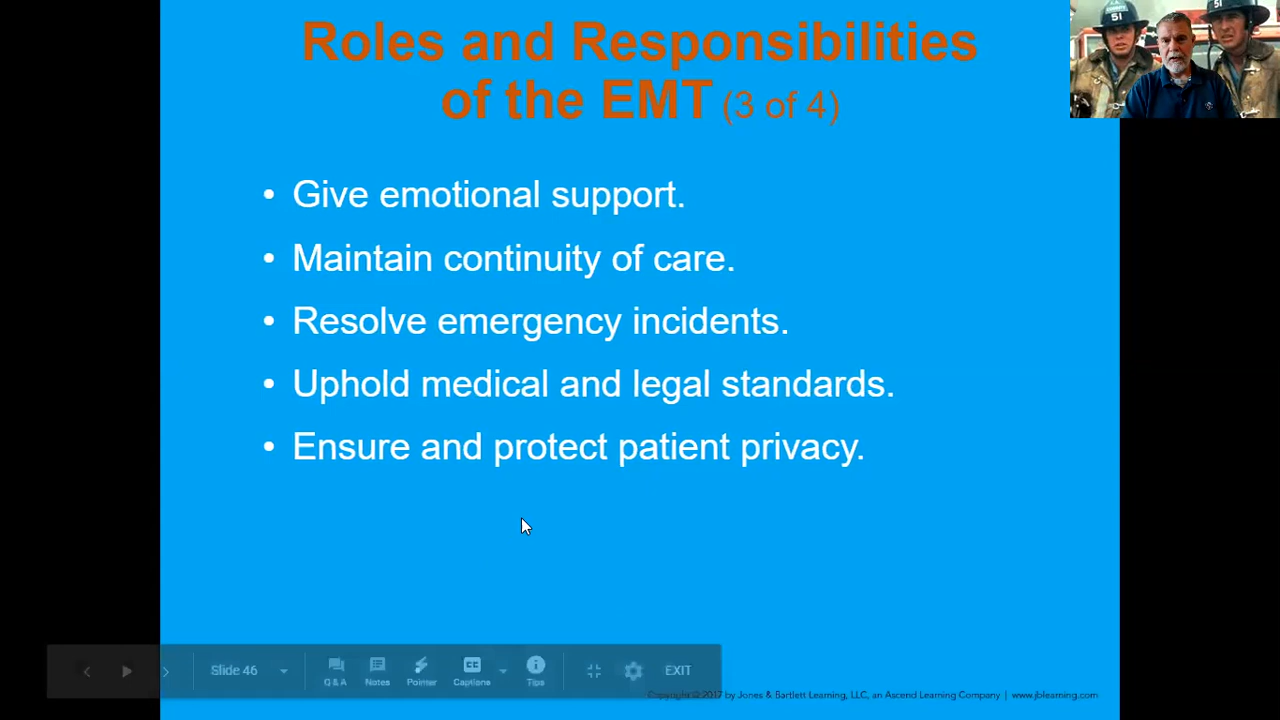 Roles and Responsibilities
of the EMT (3 of 4)
51
51
• Give emotional support.
• Maintain continuity of care.
• Resolve emergency incidents.
• Uphold medical and legal standards.
• Ensure and protect patient privacy.
Slide 46
Q & A
Notes
Pointer
Captions
Tips
EXIT
Copyright © 2017 by Jones & Bartlett Learning, LLC, an Ascend Learning Company | www.jblearning.com